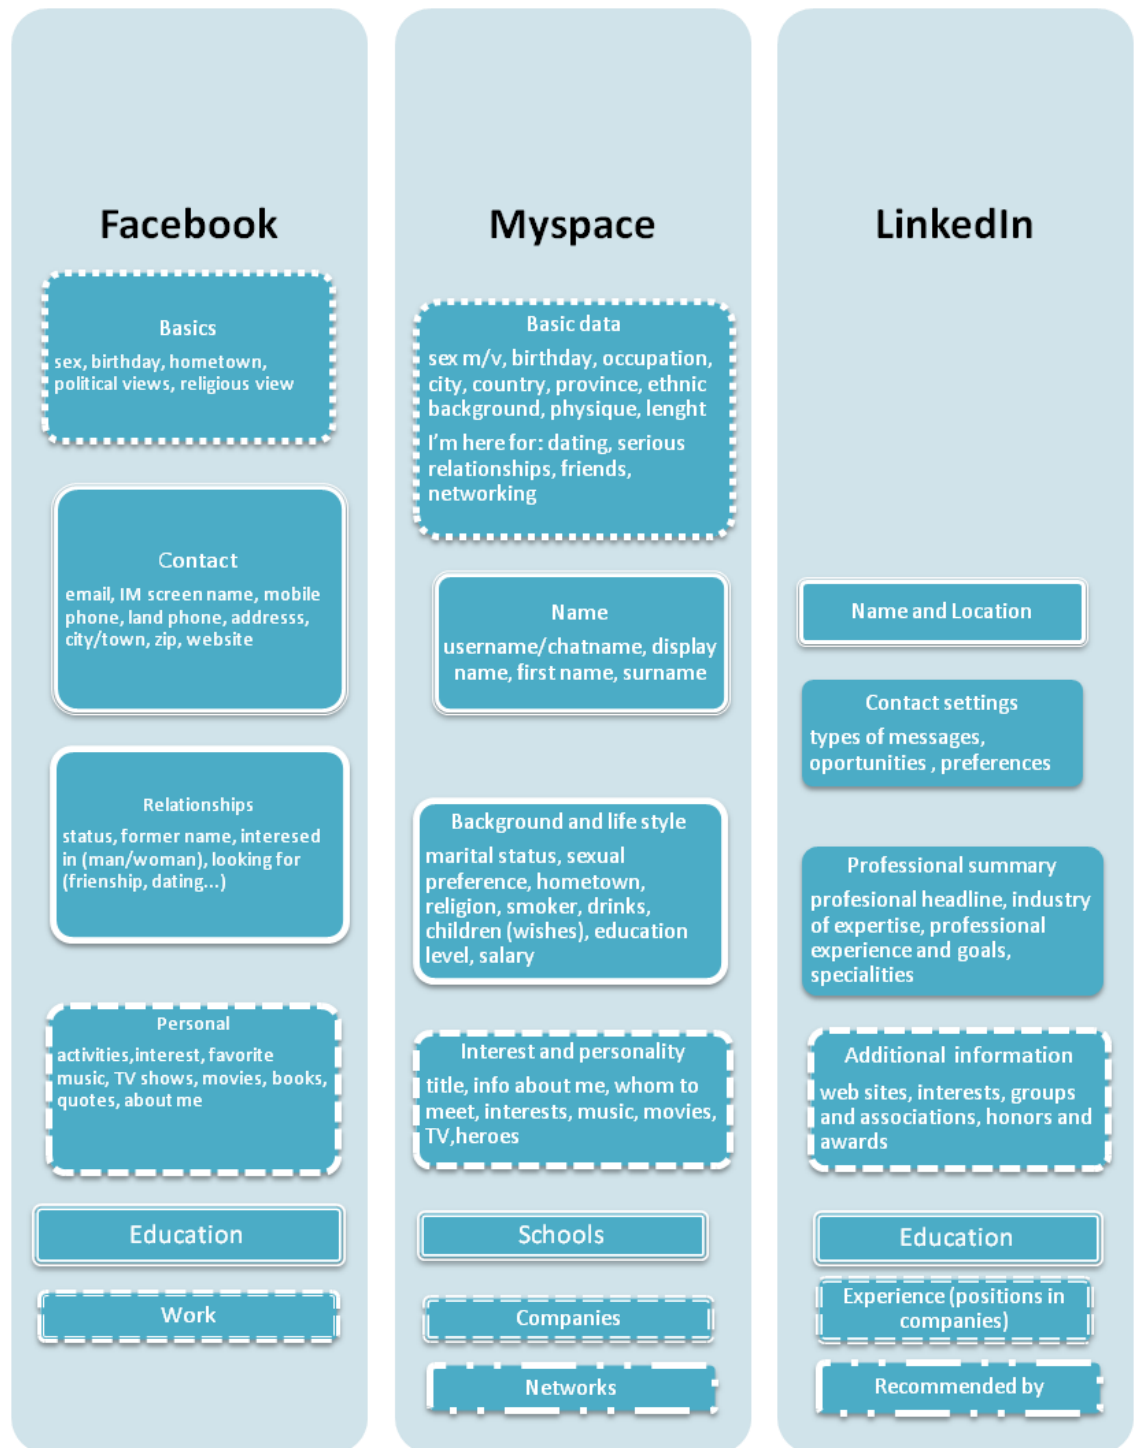 Facebook
Basics
sex, birthday, hometown,
political views, religious view
Contact
email, IM screen name, mobile
phone, land phone, addresss,
city/town, zip, website
Relationships
status, former name, interesed
in (man/woman), looking for
(frienship, dating...)
Personal
activities,interest, favorite
music, TV shows, movies, books,
quotes, about me
Education
Work
Myspace
Basic data
sex m/v, birthday, occupation,
city, country, province, ethnic
background, physique, lenght
I'm here for: dating, serious
relationships, friends,
networking
Name
username/chatname, display
name, first name, surname
Background and life style
marital status, sexual
preference, hometown,
religion, smoker, drinks,
children (wishes), education
level, salary
Interest and personality
title, info about me, whom to
meet, interests, music, movies,
TV,heroes
Schools
Companies
Networks
LinkedIn
Name and Location
Contact settings
types of messages,
oportunities , preferences
Professional summary
profesional headline, industry
of expertise, professional
experience and goals,
specialities
Additional information
web sites, interests, groups
and associations, honors and
awards
Education
Experience (positions in
companies)
Recommended by